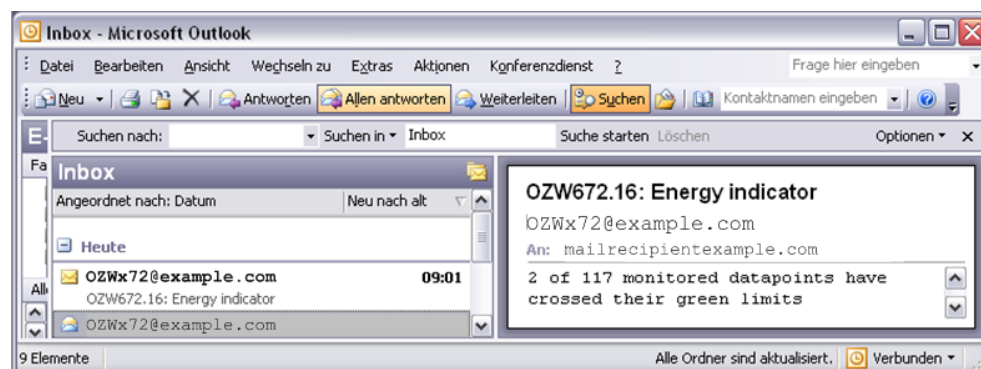 Inbox - Microsoft Outlook
Datei Bearbeiten Ansicht Wechseln zu Extras Aktionen Konferenzdienst ? Frage hier eingeben
Neu Antworten Allen antworten Weiterleiten Suchen Kontaktnamen eingeben
E- Suchen nach: Suchen in Inbox Suche starten Löschen Optionen
Fa Inbox
Angeordnet nach: Datum Neu nach alt
Heute
OZWx72@example.com 09:01
All OZW672.16: Energy indicator
OZWx72@example.com
OZW672.16: Energy indicator
OZWx72@example.com
An: mailrecipientexample.com
2 of 117 monitored datapoints have
crossed their green limits
9 Elemente Alle Ordner sind aktualisiert. Verbunden